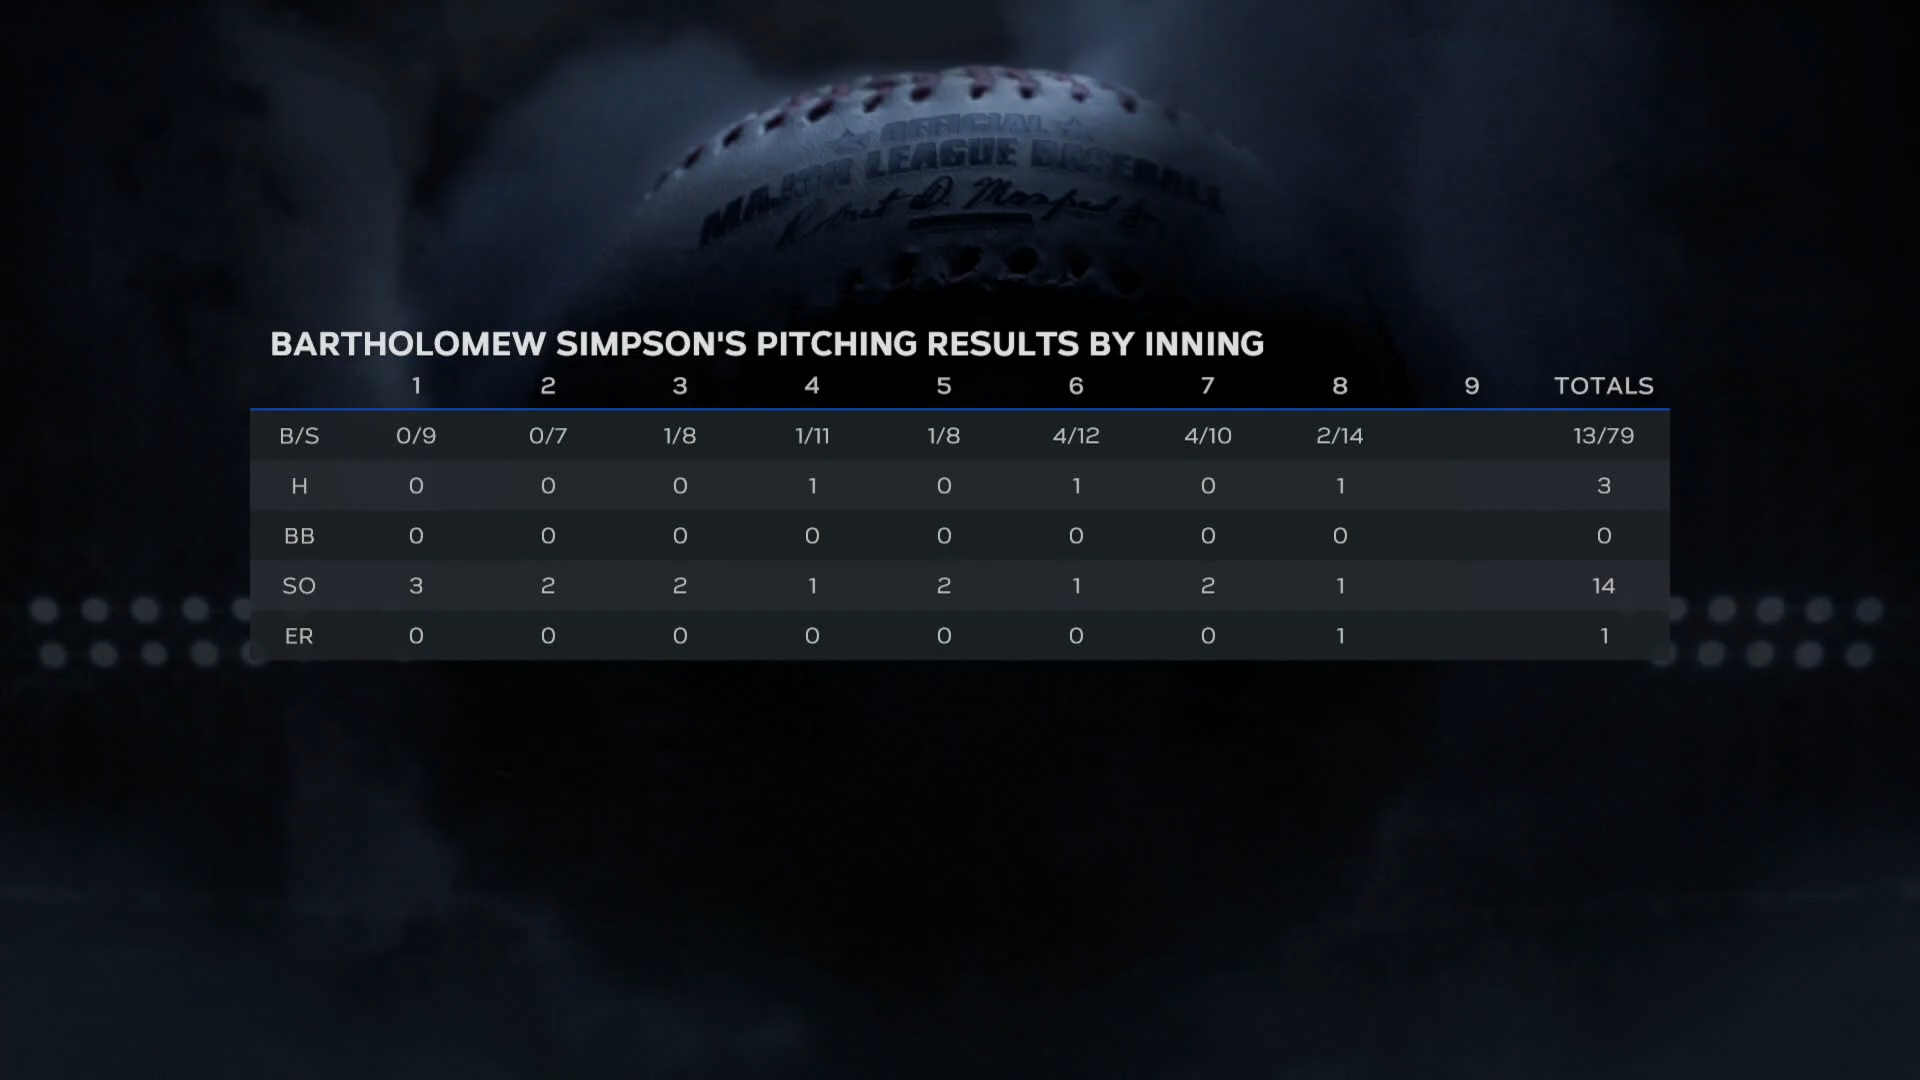 OFFICIAL
MAJOR LEAGUE BASEBALL
Robert D. Manfred Jr.
BARTHOLOMEW SIMPSON'S PITCHING RESULTS BY INNING
1 2 3 4 5 6 7 8 9 TOTALS
B/S 0/9 0/7 1/8 1/11 1/8 4/12 4/10 2/14 13/79
H 0 0 0 1 0 1 0 1 3
BB 0 0 0 0 0 0 0 0 0
SO 3 2 2 1 2 1 2 1 14
ER 0 0 0 0 0 0 0 1 1